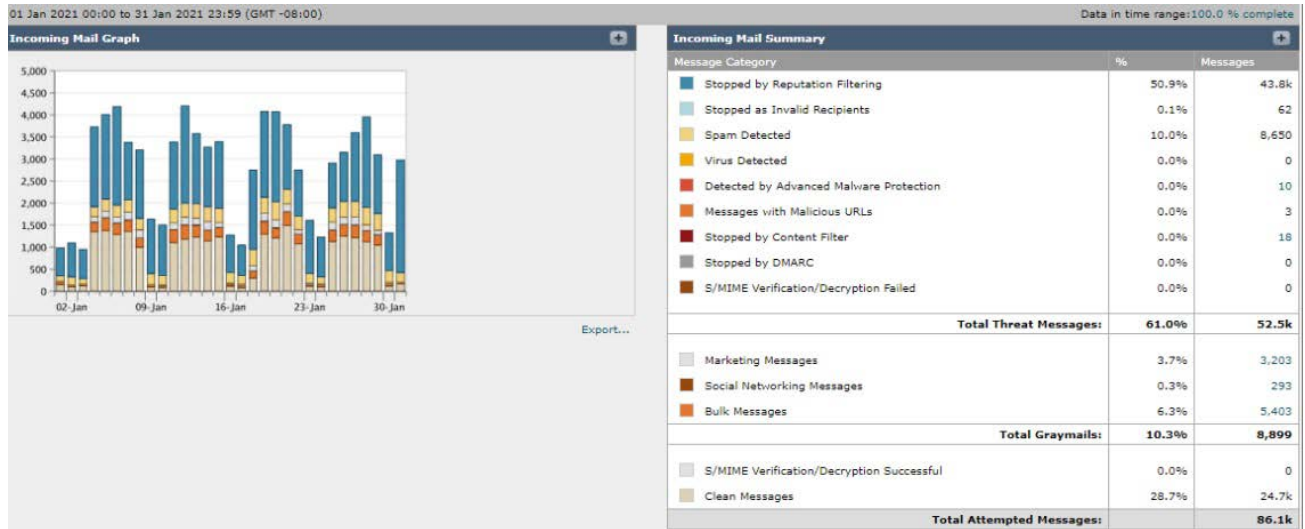 01 Jan 2021 00:00 to 31 Jan 2021 23:59 (GMT -08:00) Data in time range:100.0 % complete
Incoming Mail Graph
5,000
4,500
4,000
3,500
3,000
2,500
2,000
1,500
1,000
500
0
02-Jan 09-Jan 16-Jan 23-Jan 30-Jan
Export...
Incoming Mail Summary
Message Category % Messages
Stopped by Reputation Filtering 50.9% 43.8k
Stopped as Invalid Recipients 0.1% 62
Spam Detected 10.0% 8,650
Virus Detected 0.0% 0
Detected by Advanced Malware Protection 0.0% 10
Messages with Malicious URLs 0.0% 3
Stopped by Content Filter 0.0% 18
Stopped by DMARC 0.0% 0
S/MIME Verification/Decryption Failed 0.0% 0
Total Threat Messages: 61.0% 52.5k
Marketing Messages 3.7% 3,203
Social Networking Messages 0.3% 293
Bulk Messages 6.3% 5,403
Total Graymails: 10.3% 8,899
S/MIME Verification/Decryption Successful 0.0% 0
Clean Messages 28.7% 24.7k
Total Attempted Messages: 86.1k